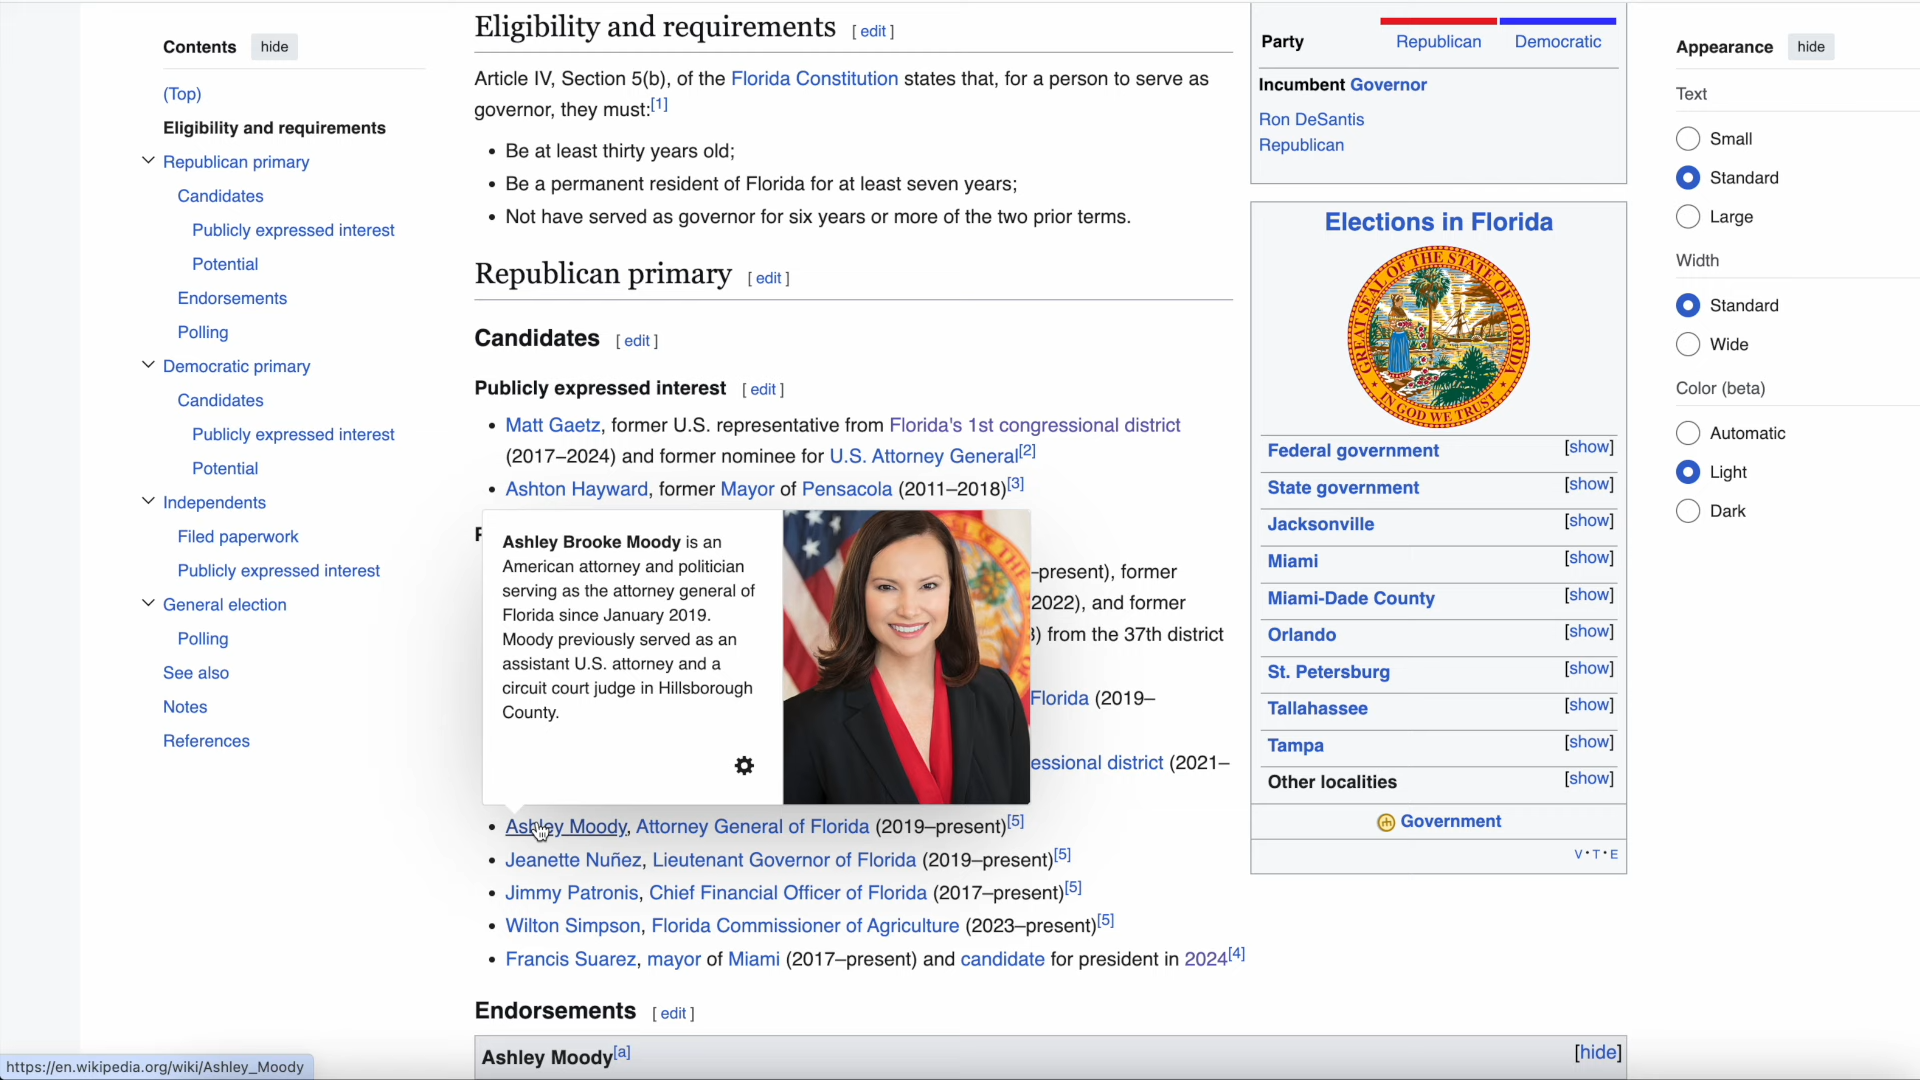 Contents hide
(Top)
Eligibility and requirements
Republican primary
Candidates
Publicly expressed interest
Potential
Endorsements
Polling
Democratic primary
Candidates
Publicly expressed interest
Potential
Independents
Filed paperwork
Publicly expressed interest
General election
Polling
See also
Notes
References
Eligibility and requirements [ edit ]
Article IV, Section 5(b), of the Florida Constitution states that, for a person to serve as
governor, they must:[1]
• Be at least thirty years old;
• Be a permanent resident of Florida for at least seven years;
• Not have served as governor for six years or more of the two prior terms.
Republican primary [ edit ]
Candidates [ edit ]
Publicly expressed interest [ edit ]
• Matt Gaetz, former U.S. representative from Florida's 1st congressional district
(2017–2024) and former nominee for U.S. Attorney General[2]
• Ashton Hayward, former Mayor of Pensacola (2011–2018)[3]
Ashley Brooke Moody is an
American attorney and politician
serving as the attorney general of
Florida since January 2019.
Moody previously served as an
assistant U.S. attorney and a
circuit court judge in Hillsborough
County.
–present), former
2022), and former
) from the 37th district
Florida (2019–
essional district (2021–
• Ashley Moody, Attorney General of Florida (2019–present)[5]
• Jeanette Nuñez, Lieutenant Governor of Florida (2019–present)[5]
• Jimmy Patronis, Chief Financial Officer of Florida (2017–present)[5]
• Wilton Simpson, Florida Commissioner of Agriculture (2023–present)[5]
• Francis Suarez, mayor of Miami (2017–present) and candidate for president in 2024[4]
Endorsements [ edit ]
Ashley Moody[a] [hide]
Party Republican Democratic
Incumbent Governor
Ron DeSantis
Republican
Elections in Florida
GREAT SEAL OF THE STATE OF FLORIDA
IN GOD WE TRUST
Federal government [show]
State government [show]
Jacksonville [show]
Miami [show]
Miami-Dade County [show]
Orlando [show]
St. Petersburg [show]
Tallahassee [show]
Tampa [show]
Other localities [show]
Government
V • T • E
Appearance hide
Text
Small
Standard
Large
Width
Standard
Wide
Color (beta)
Automatic
Light
Dark
https://en.wikipedia.org/wiki/Ashley_Moody